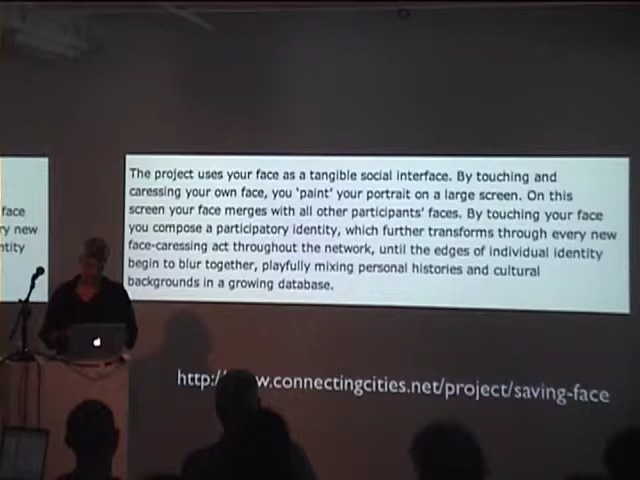 The project uses your face as a tangible social interface. By touching and
caressing your own face, you 'paint' your portrait on a large screen. On this
screen your face merges with all other participants' faces. By touching your face
you compose a participatory identity, which further transforms through every new
face-caressing act throughout the network, until the edges of individual identity
begin to blur together, playfully mixing personal histories and cultural
backgrounds in a growing database.
face
ry new
ntity
http:/ w.connectingcities.net/project/saving-face